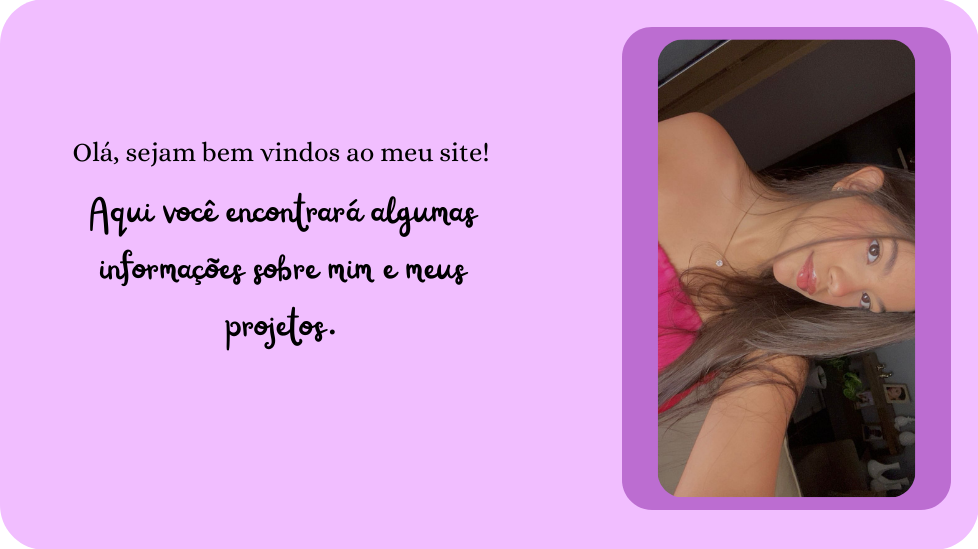 Olá, sejam bem vindos ao meu site!
Aqui você encontrará algumas
informações sobre mim e meus
projetos.